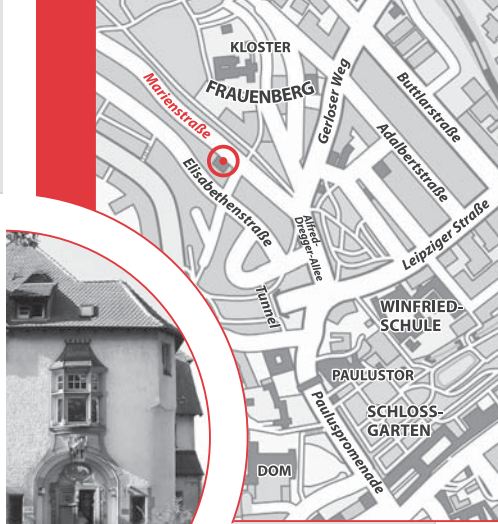 KLOSTER
FRAUENBERG
Marienstraße
Gerloser Weg
Buttlarstraße
Adalbertstraße
Elisabethenstraße
Alfred-
Dregger-Allee
Leipziger Straße
Tunnel
WINFRIED-
SCHULE
PAULUSTOR
SCHLOSS-
GARTEN
Pauluspromenade
DOM